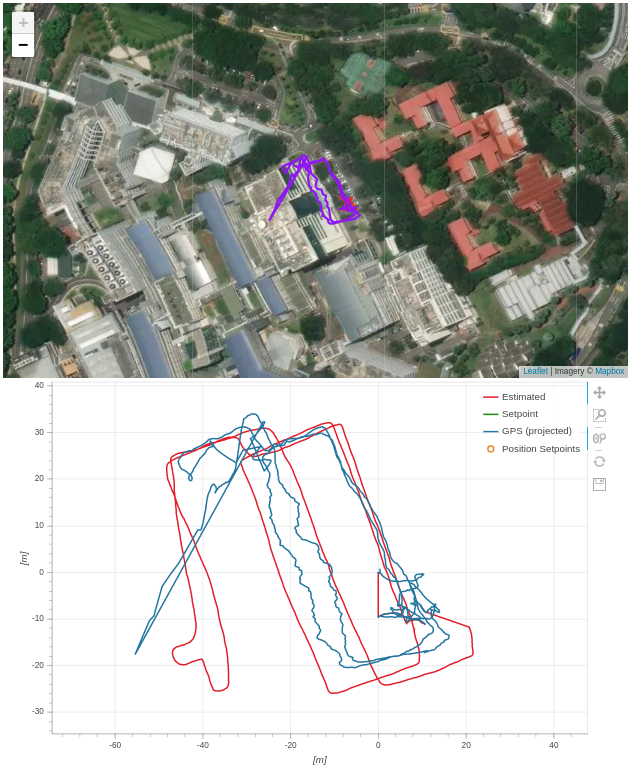 +
−
Leaflet | Imagery © Mapbox
40
30
20
10
0
-10
-20
-30
[m]
Estimated
Setpoint
GPS (projected)
Position Setpoints
-60
-40
-20
0
20
40
[m]